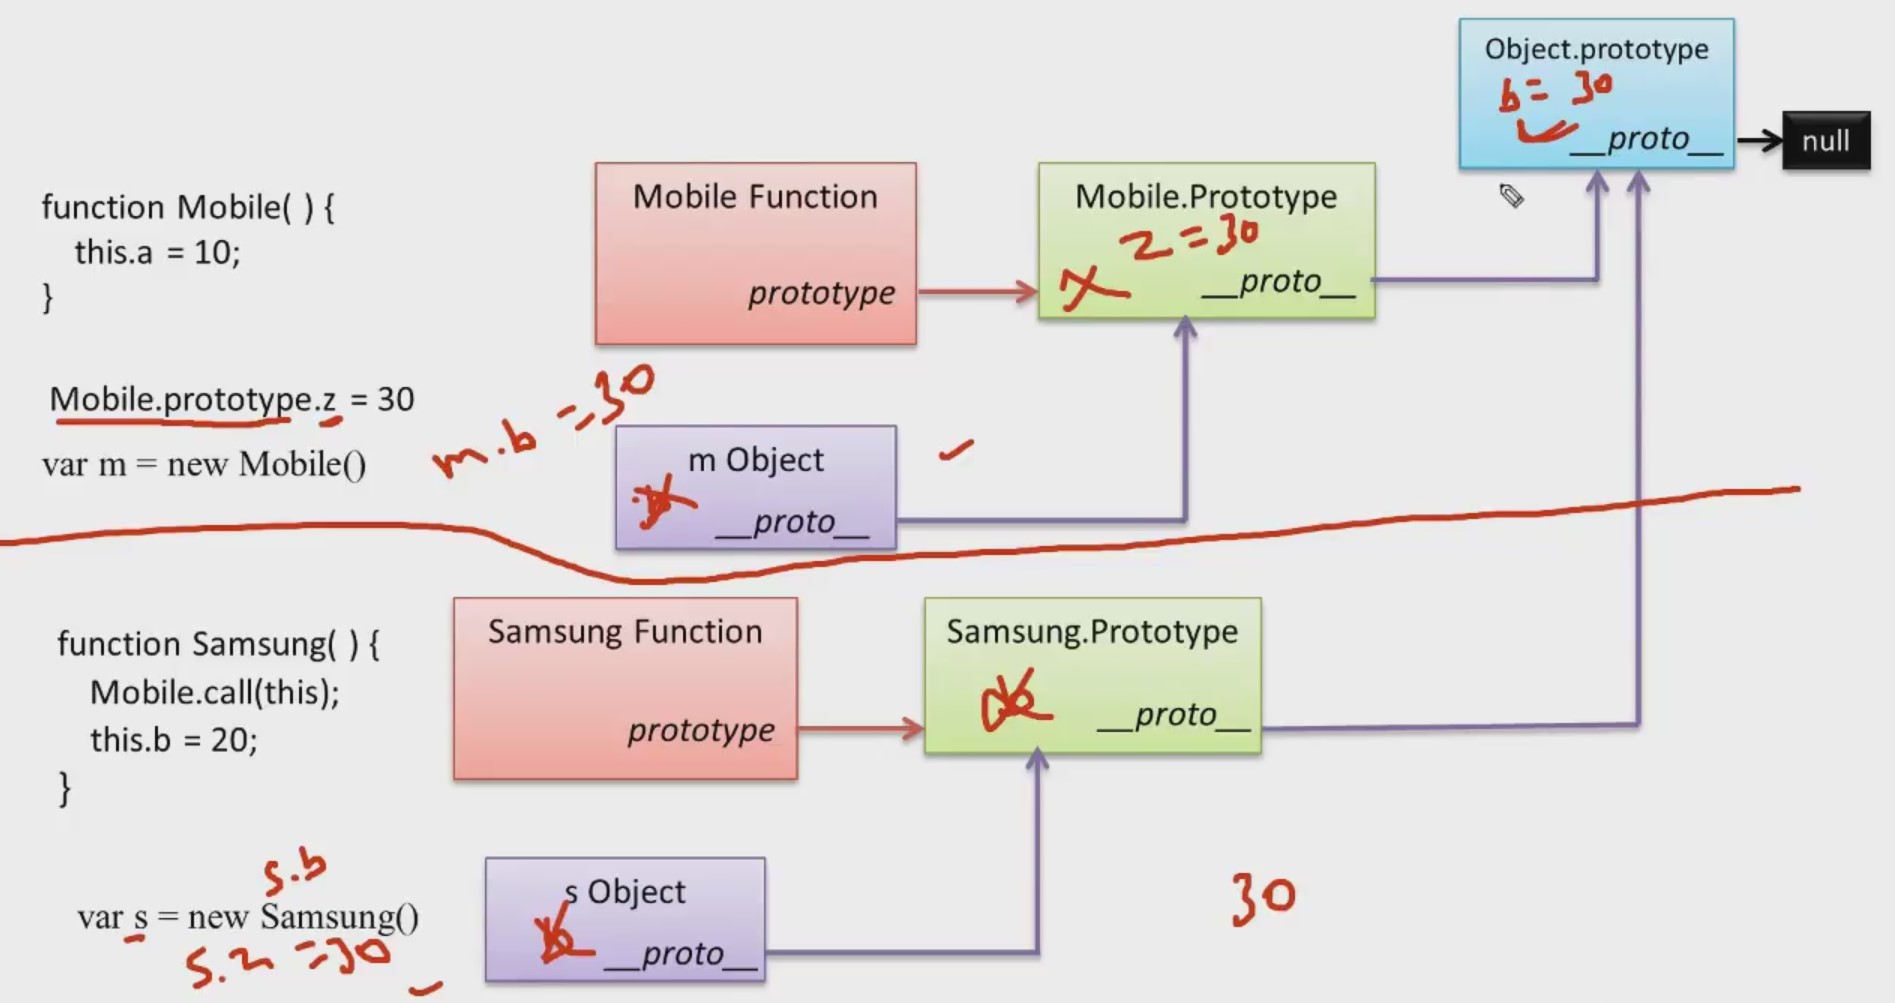 Object.prototype
b = 30
__proto__
null
function Mobile( ) {
this.a = 10;
}
Mobile Function
prototype
Mobile.Prototype
z = 30
__proto__
Mobile.prototype.z = 30
var m = new Mobile()
m.b = 30
m Object
__proto__
function Samsung( ) {
Mobile.call(this);
this.b = 20;
}
Samsung Function
prototype
Samsung.Prototype
__proto__
s.b
var s = new Samsung()
s.z = 30
s Object
__proto__
30